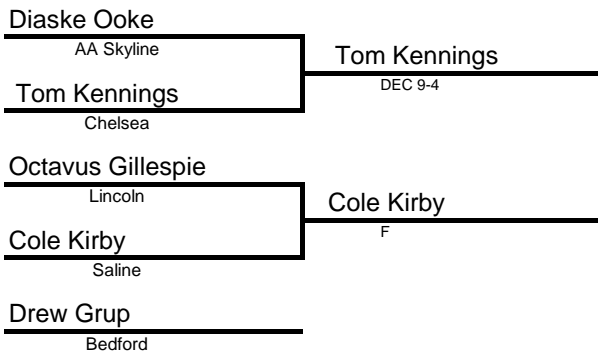 Diaske Ooke
AA Skyline
Tom Kennings
DEC 9-4
Tom Kennings
Chelsea
Octavus Gillespie
Lincoln
Cole Kirby
F
Cole Kirby
Saline
Drew Grup
Bedford